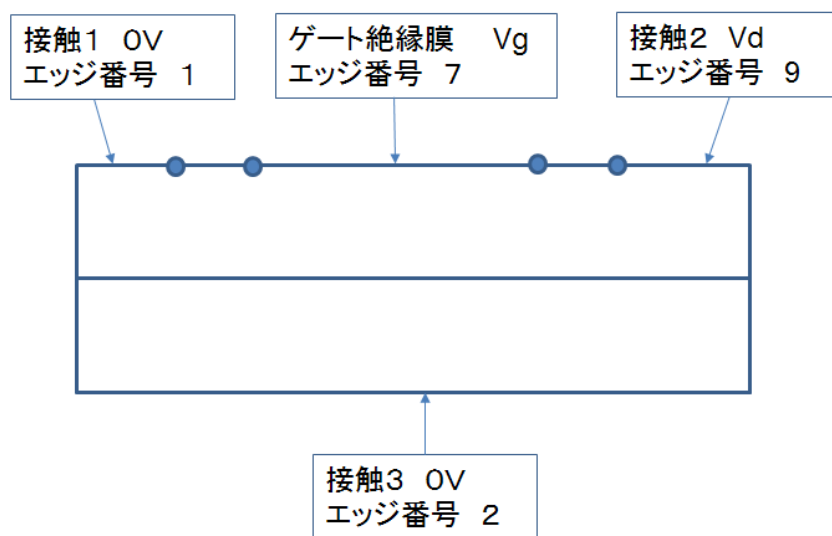 接触1 0V
エッジ番号 1
ゲート絶縁膜 Vg
エッジ番号 7
接触2 Vd
エッジ番号 9
接触3 0V
エッジ番号 2